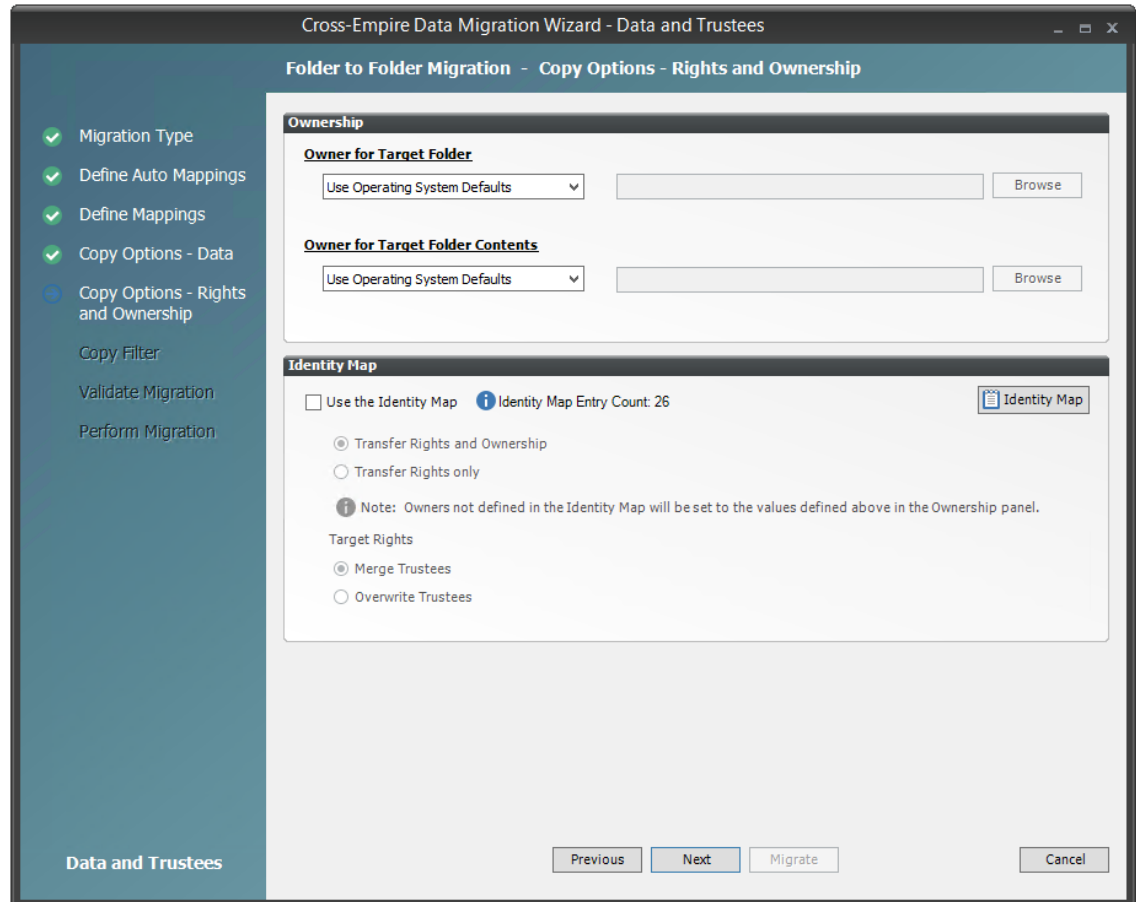 Cross-Empire Data Migration Wizard - Data and Trustees
Folder to Folder Migration - Copy Options - Rights and Ownership
Migration Type
Define Auto Mappings
Define Mappings
Copy Options - Data
Copy Options - Rights
and Ownership
Copy Filter
Validate Migration
Perform Migration
Data and Trustees
Ownership
Owner for Target Folder
Use Operating System Defaults
Browse
Owner for Target Folder Contents
Use Operating System Defaults
Browse
Identity Map
Use the Identity Map
Identity Map Entry Count: 26
Identity Map
Transfer Rights and Ownership
Transfer Rights only
Note: Owners not defined in the Identity Map will be set to the values defined above in the Ownership panel.
Target Rights
Merge Trustees
Overwrite Trustees
Previous
Next
Migrate
Cancel